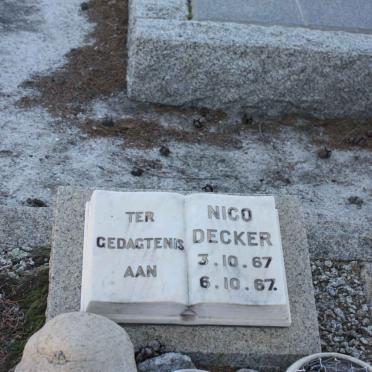 TER
GEDAGTENIS
AAN
NICO
DECKER
3.10.67
6.10.67.